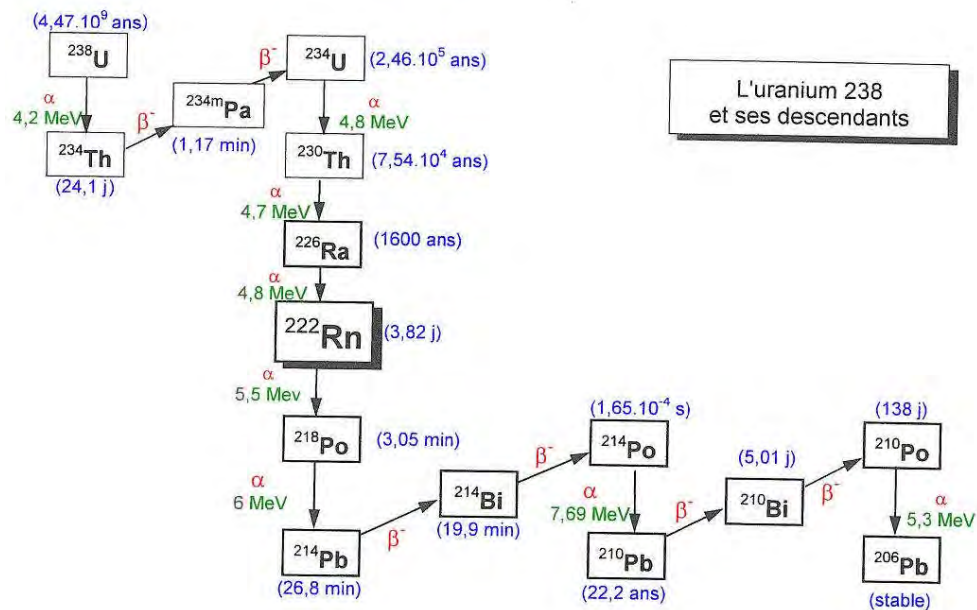 (4,47.10⁹ ans)
²³⁸U
α
4,2 MeV
²³⁴Th
(24,1 j)
β⁻
²³⁴ᵐPa
(1,17 min)
β⁻
²³⁴U
(2,46.10⁵ ans)
α
4,8 MeV
²³⁰Th
(7,54.10⁴ ans)
α
4,7 MeV
²²⁶Ra
(1600 ans)
α
4,8 MeV
²²²Rn
(3,82 j)
α
5,5 Mev
²¹⁸Po
(3,05 min)
α
6 MeV
²¹⁴Pb
(26,8 min)
β⁻
²¹⁴Bi
(19,9 min)
β⁻
(1,65.10⁻⁴ s)
²¹⁴Po
α
7,69 MeV
²¹⁰Pb
(22,2 ans)
β⁻
(5,01 j)
²¹⁰Bi
β⁻
(138 j)
²¹⁰Po
α
5,3 MeV
²⁰⁶Pb
(stable)
L'uranium 238
et ses descendants